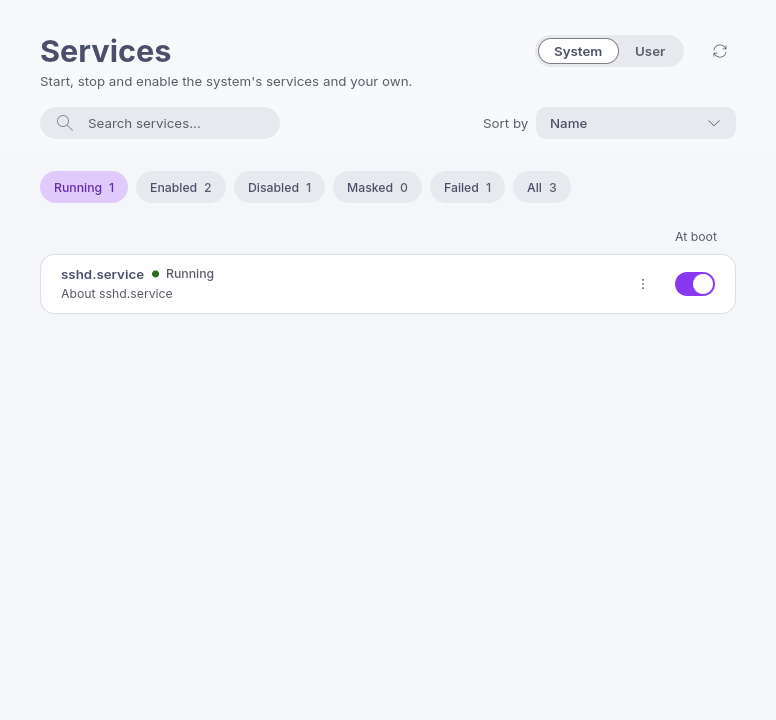 Services
System User
Start, stop and enable the system's services and your own.
Search services...
Sort by Name
Running 1 Enabled 2 Disabled 1 Masked 0 Failed 1 All 3
At boot
sshd.service Running
About sshd.service